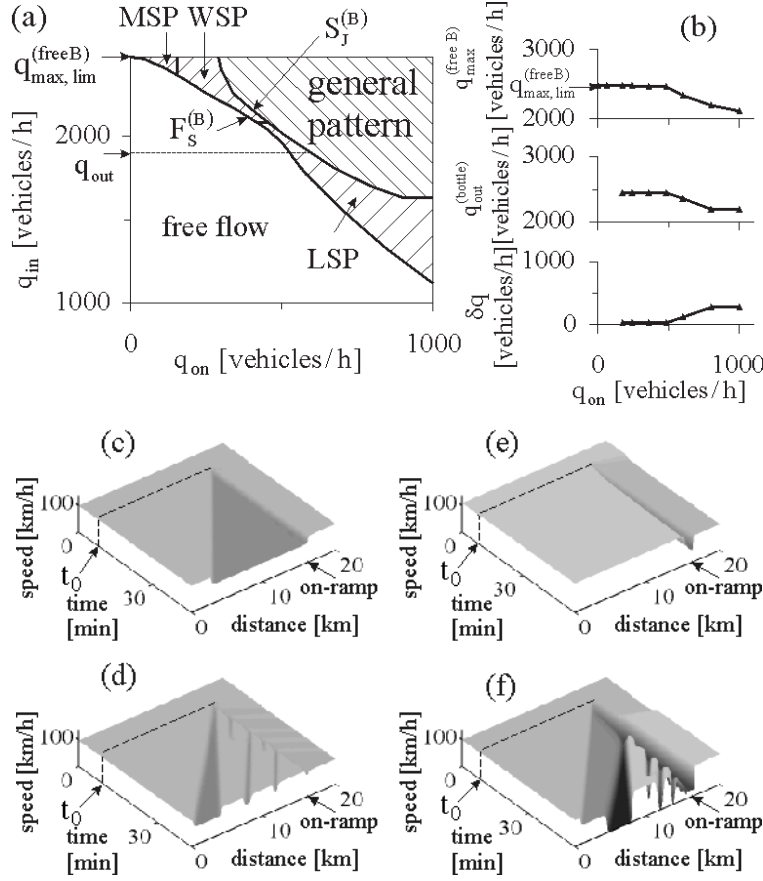 (a)
MSP WSP
S_J^(B)
q_max, lim^(freeB)
general
pattern
2000
F_S^(B)
q_out
free flow
LSP
q_in [vehicles / h]
1000
0
1000
q_on [vehicles / h]
(b)
q_max^(free B) [vehicles / h]
3000
q_max, lim^(freeB)
2000
q_out^(bottle) [vehicles / h]
3000
2000
δq [vehicles / h]
1000
0
0
1000
q_on [vehicles / h]
(c)
speed [km/h]
100
0
t_0
time
[min]
30
0
10
20
on-ramp
distance [km]
(e)
speed [km/h]
100
0
t_0
time
[min]
30
0
10
20
on-ramp
distance [km]
(d)
speed [km/h]
100
0
t_0
time
[min]
30
0
10
20
on-ramp
distance [km]
(f)
speed [km/h]
100
0
t_0
time
[min]
30
0
10
20
on-ramp
distance [km]